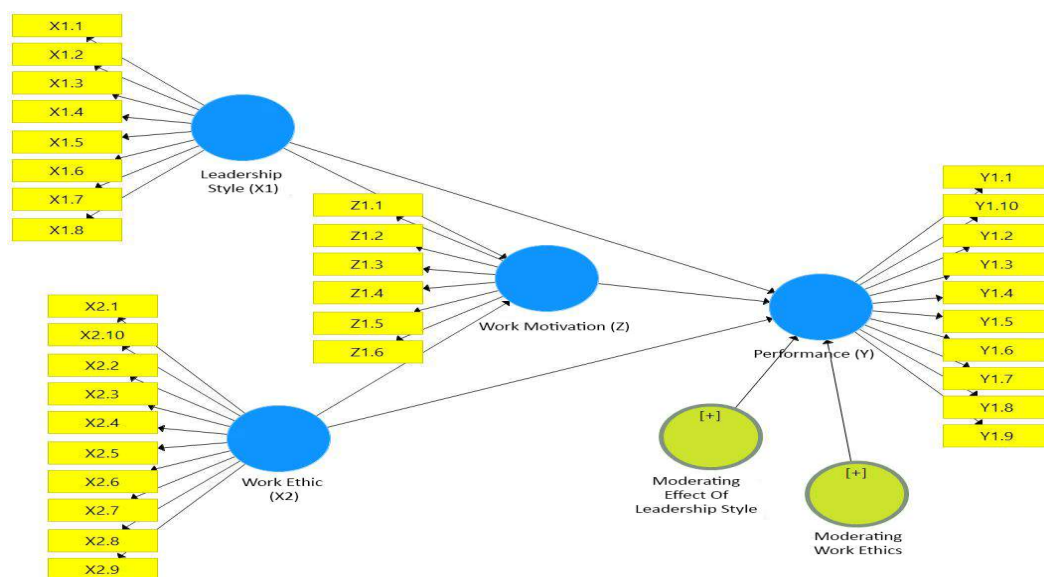 X1.1
X1.2
X1.3
X1.4
X1.5
X1.6
X1.7
X1.8
Leadership
Style (X1)
Z1.1
Z1.2
Z1.3
Z1.4
Z1.5
Z1.6
Work Motivation (Z)
X2.1
X2.10
X2.2
X2.3
X2.4
X2.5
X2.6
X2.7
X2.8
X2.9
Work Ethic
(X2)
Y1.1
Y1.10
Y1.2
Y1.3
Y1.4
Y1.5
Y1.6
Y1.7
Y1.8
Y1.9
Performance (Y)
[+]
Moderating
Effect Of
Leadership Style
[+]
Moderating
Work Ethics